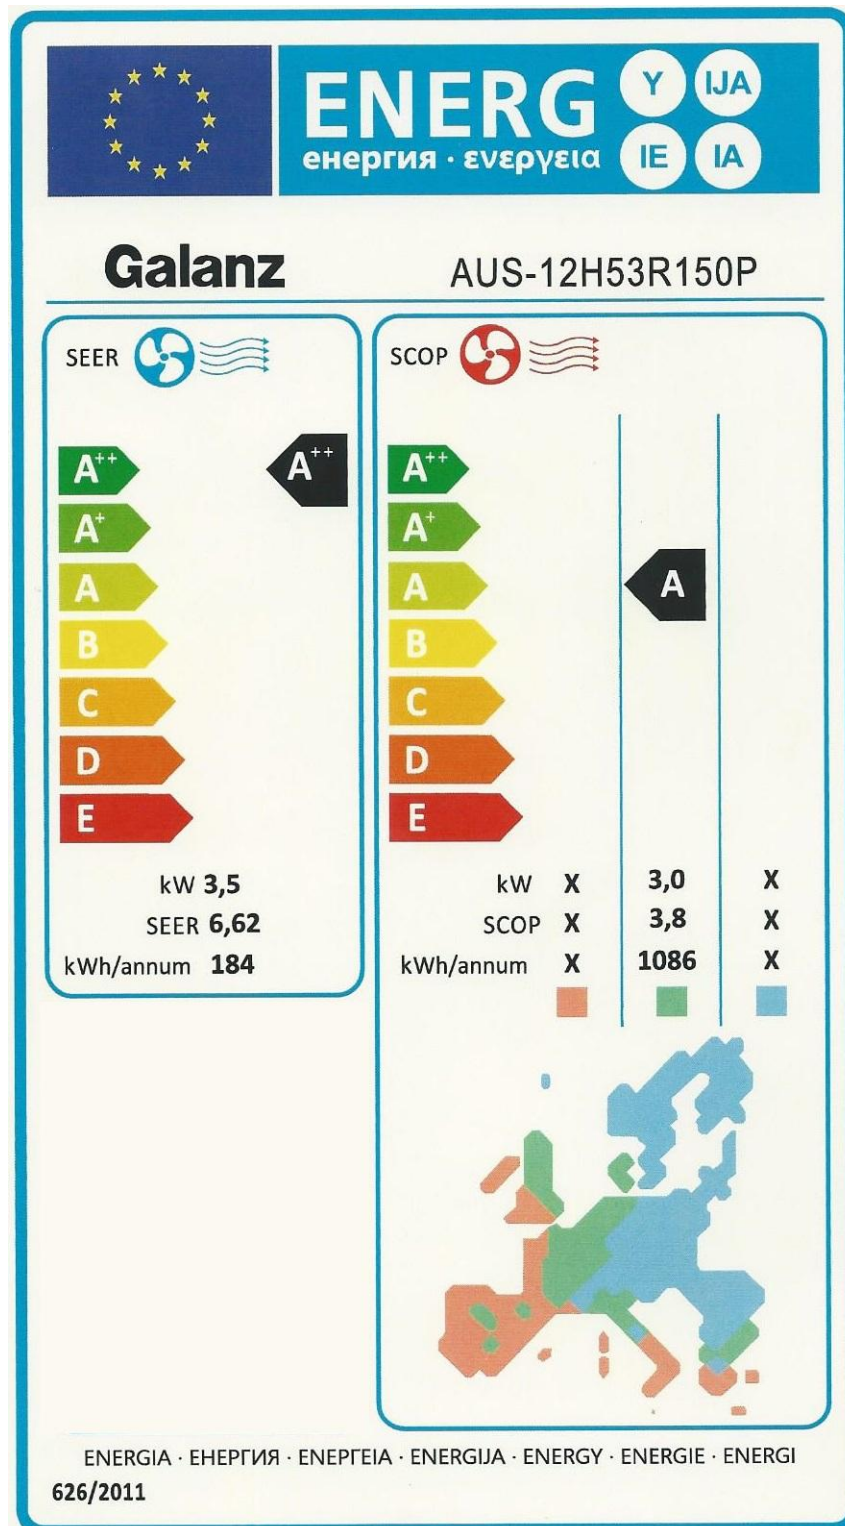 ENERG Y IJA
енергия · ενεργεια IE IA
Galanz AUS-12H53R150P
SEER
A++ A++
A+
A
B
C
D
E
kW 3,5
SEER 6,62
kWh/annum 184
SCOP
A++
A+
A A
B
C
D
E
kW X 3,0 X
SCOP X 3,8 X
kWh/annum X 1086 X
ENERGIA · ЕНЕРГИЯ · ΕΝΕΡΓΕΙΑ · ENERGIJA · ENERGY · ENERGIE · ENERGI
626/2011